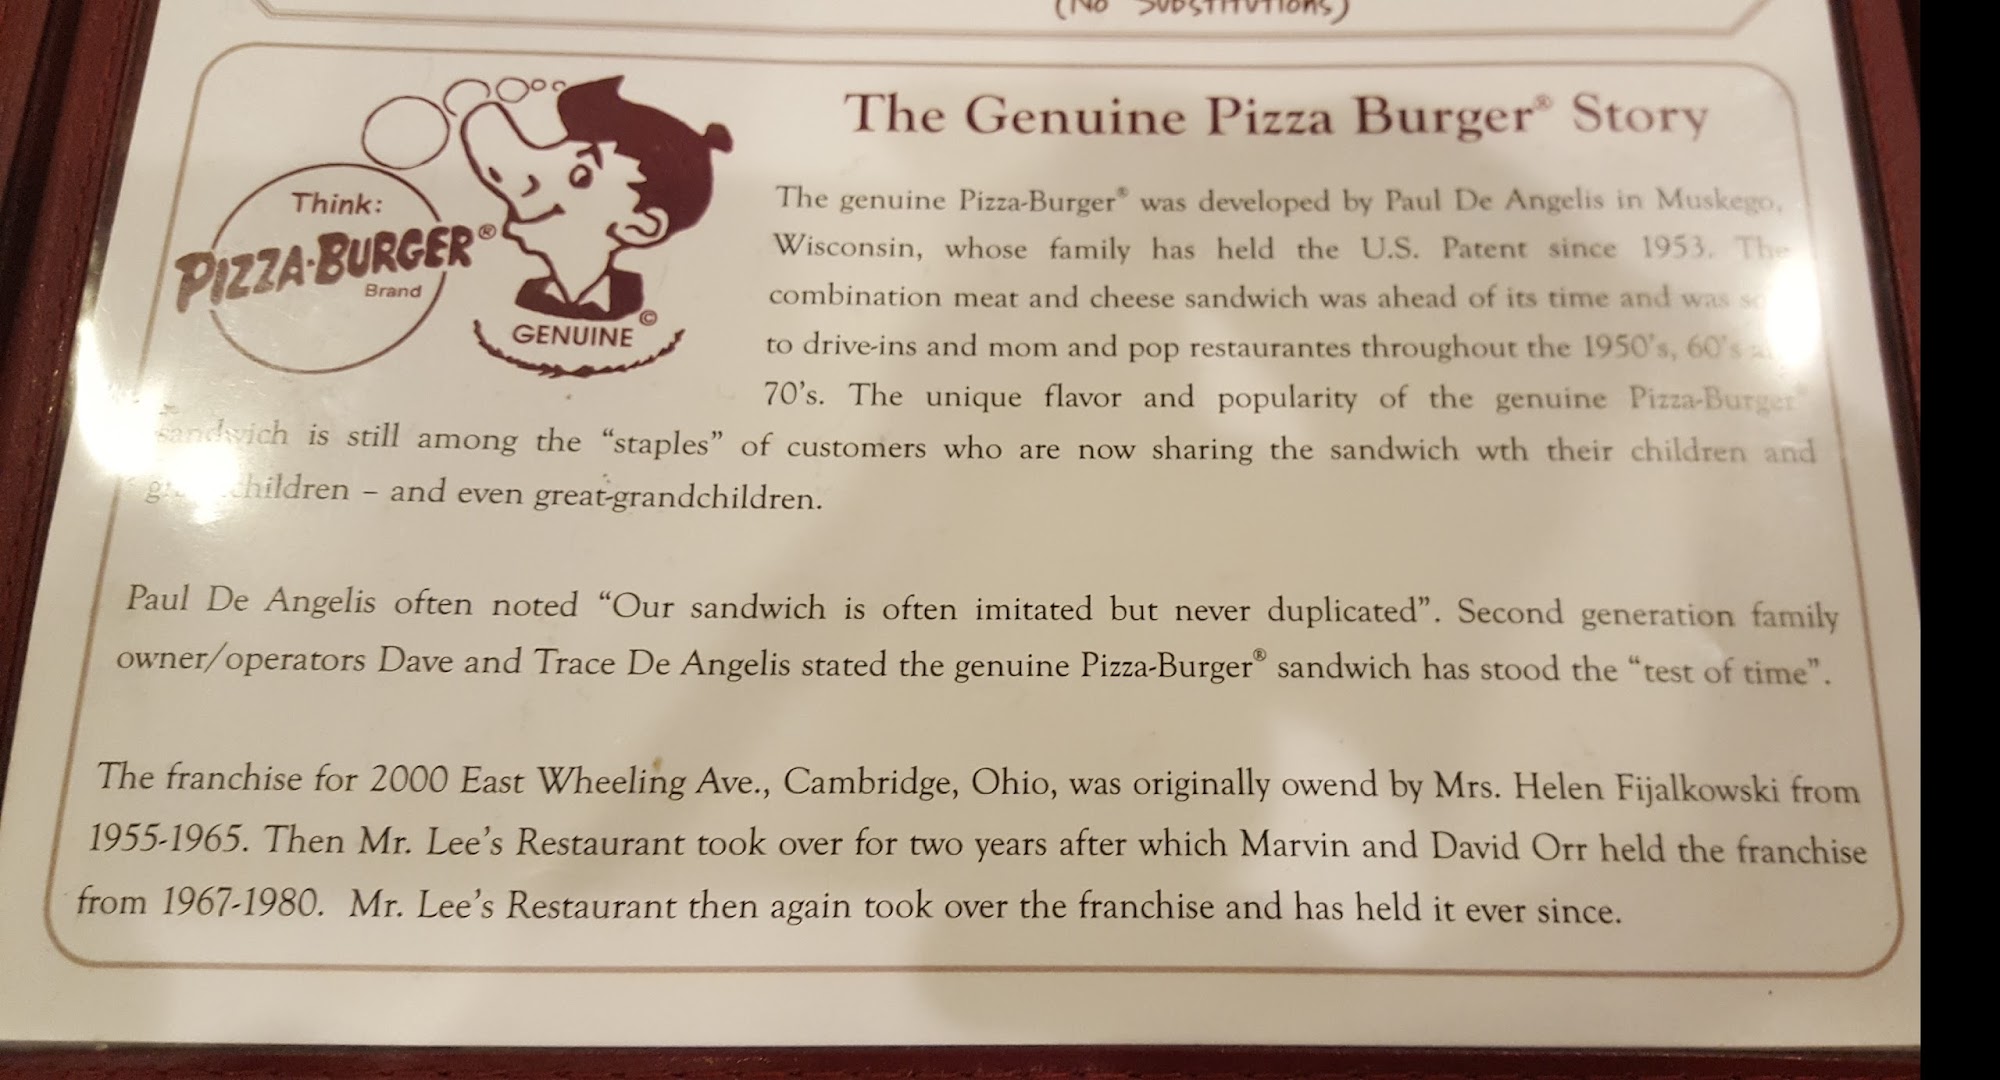 (No SUBSTITUTIONS)
The Genuine Pizza Burger® Story
Think:
PIZZA-BURGER®
Brand
GENUINE ©
The genuine Pizza-Burger® was developed by Paul De Angelis in Muskego,
Wisconsin, whose family has held the U.S. Patent since 1953. The
combination meat and cheese sandwich was ahead of its time and was
to drive-ins and mom and pop restaurantes throughout the 1950's, 60's
70's. The unique flavor and popularity of the genuine Pizza-Burger®
sandwich is still among the “staples” of customers who are now sharing the sandwich wth their children and
grandchildren – and even great-grandchildren.
Paul De Angelis often noted “Our sandwich is often imitated but never duplicated”. Second generation family
owner/operators Dave and Trace De Angelis stated the genuine Pizza-Burger® sandwich has stood the “test of time”.
The franchise for 2000 East Wheeling Ave., Cambridge, Ohio, was originally owend by Mrs. Helen Fijalkowski from
1955-1965. Then Mr. Lee's Restaurant took over for two years after which Marvin and David Orr held the franchise
from 1967-1980. Mr. Lee's Restaurant then again took over the franchise and has held it ever since.